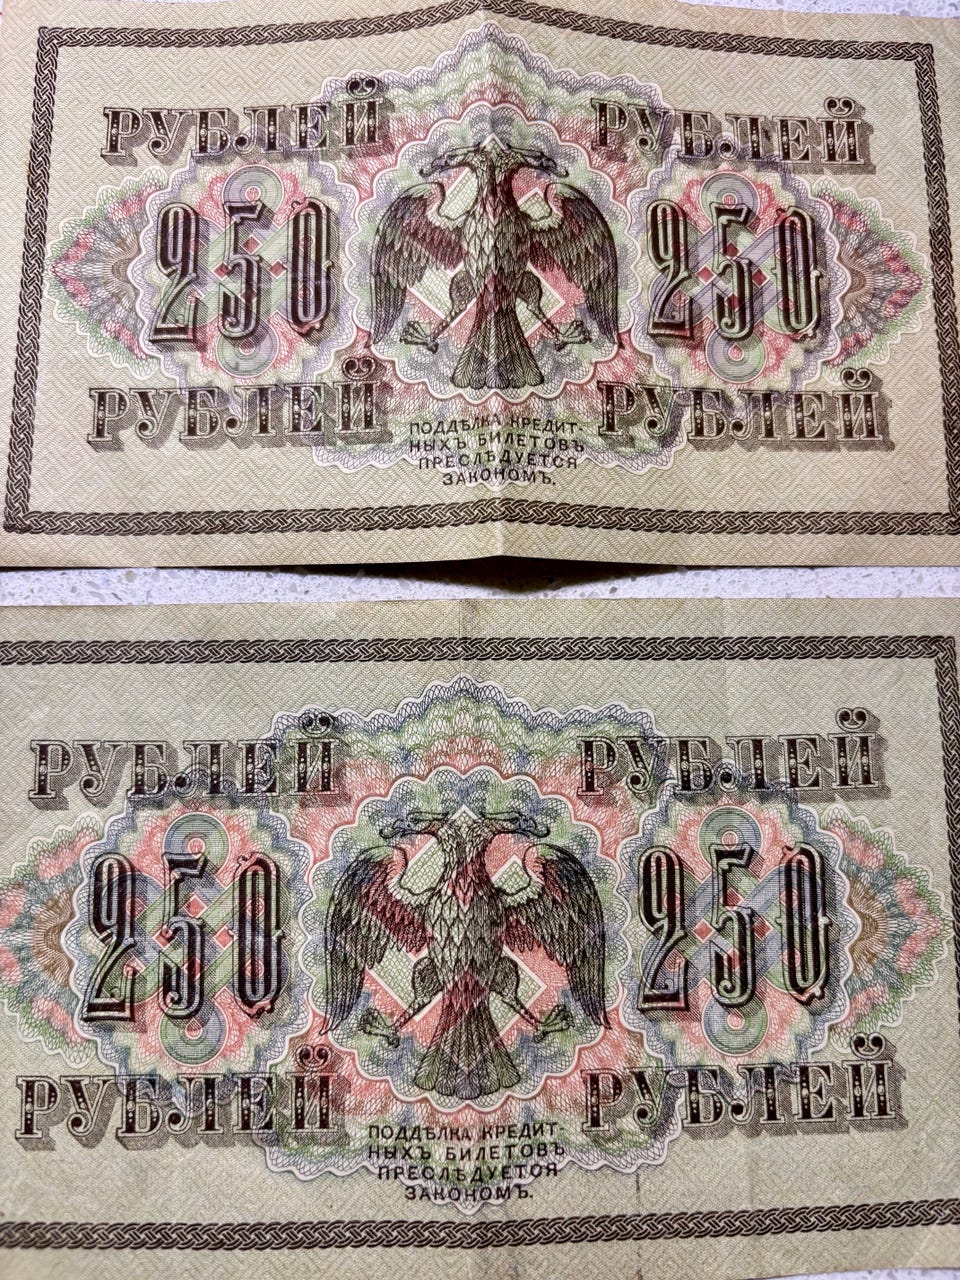 РУБЛЕЙ РУБЛЕЙ
250 250
РУБЛЕЙ РУБЛЕЙ
ПОДДѢЛКА КРЕДИТ-
НЫХЪ БИЛЕТОВЪ
ПРЕСЛѢДУЕТСЯ
ЗАКОНОМЪ.
РУБЛЕЙ РУБЛЕЙ
250 250
РУБЛЕЙ РУБЛЕЙ
ПОДДѢЛКА КРЕДИТ-
НЫХЪ БИЛЕТОВЪ
ПРЕСЛѢДУЕТСЯ
ЗАКОНОМЪ.